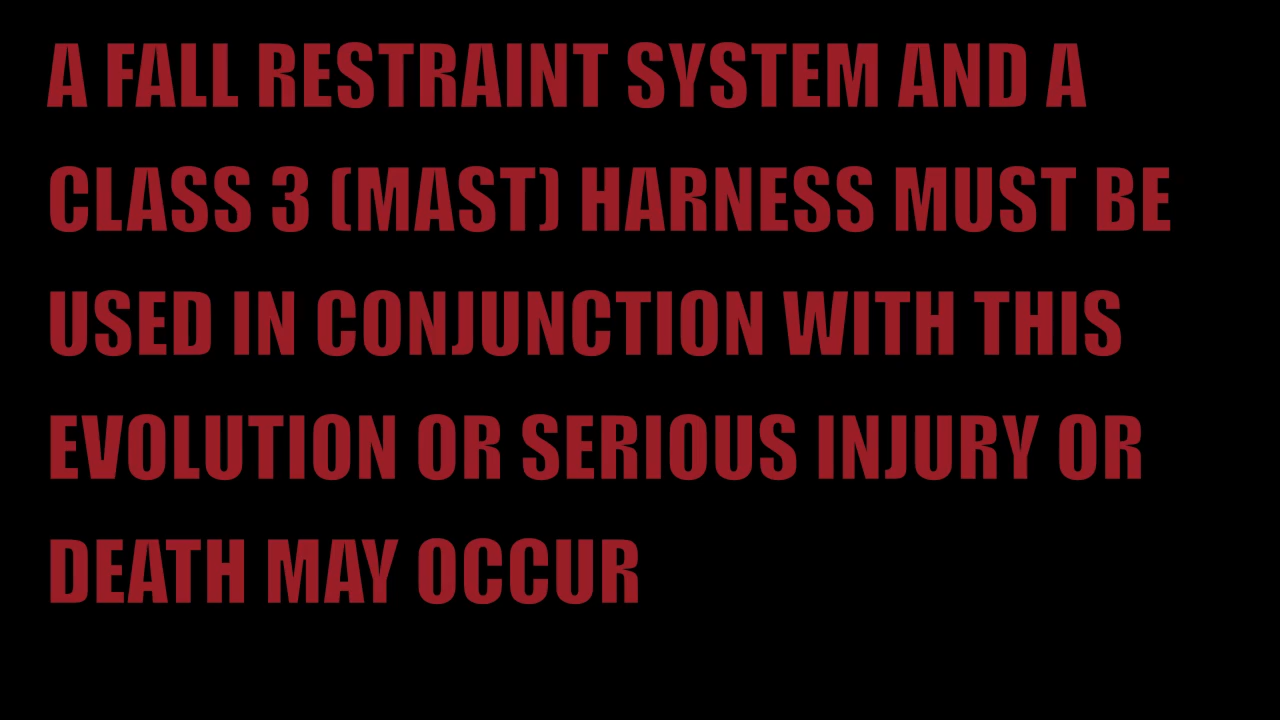 A FALL RESTRAINT SYSTEM AND A
CLASS 3 (MAST) HARNESS MUST BE
USED IN CONJUNCTION WITH THIS
EVOLUTION OR SERIOUS INJURY OR
DEATH MAY OCCUR